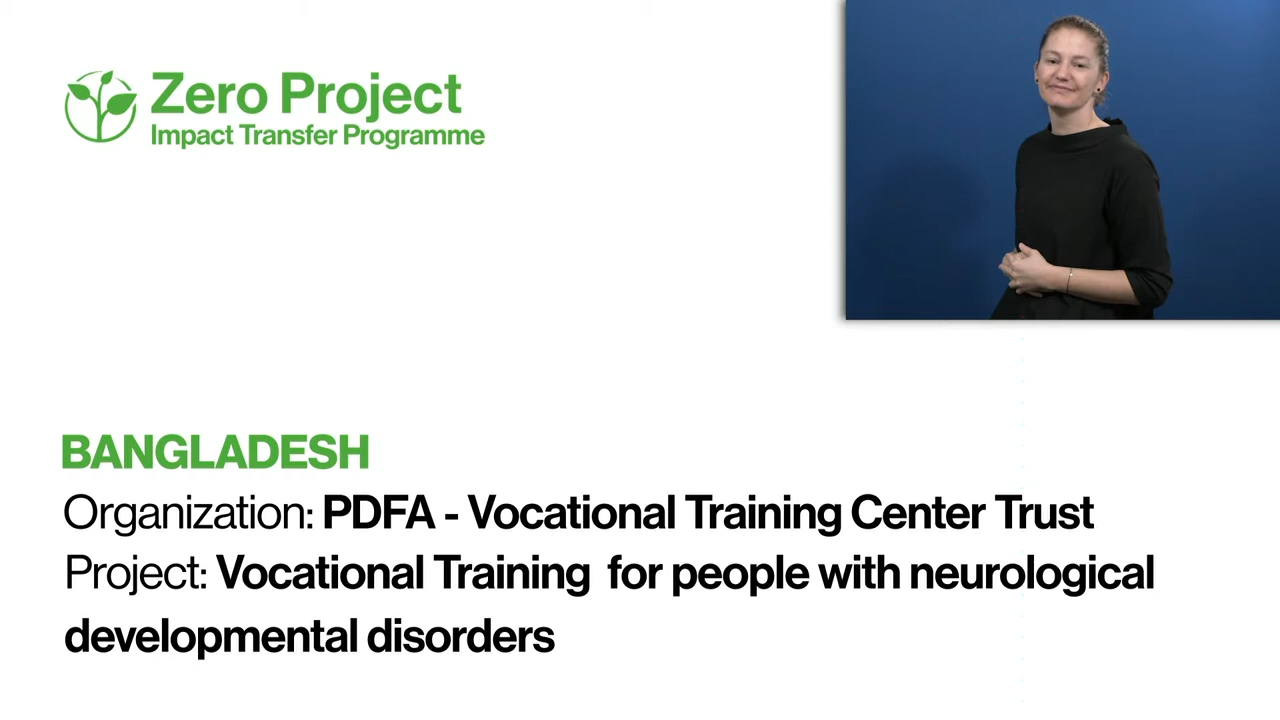 Zero Project
Impact Transfer Programme
BANGLADESH
Organization: PDFA - Vocational Training Center Trust
Project: Vocational Training for people with neurological
developmental disorders